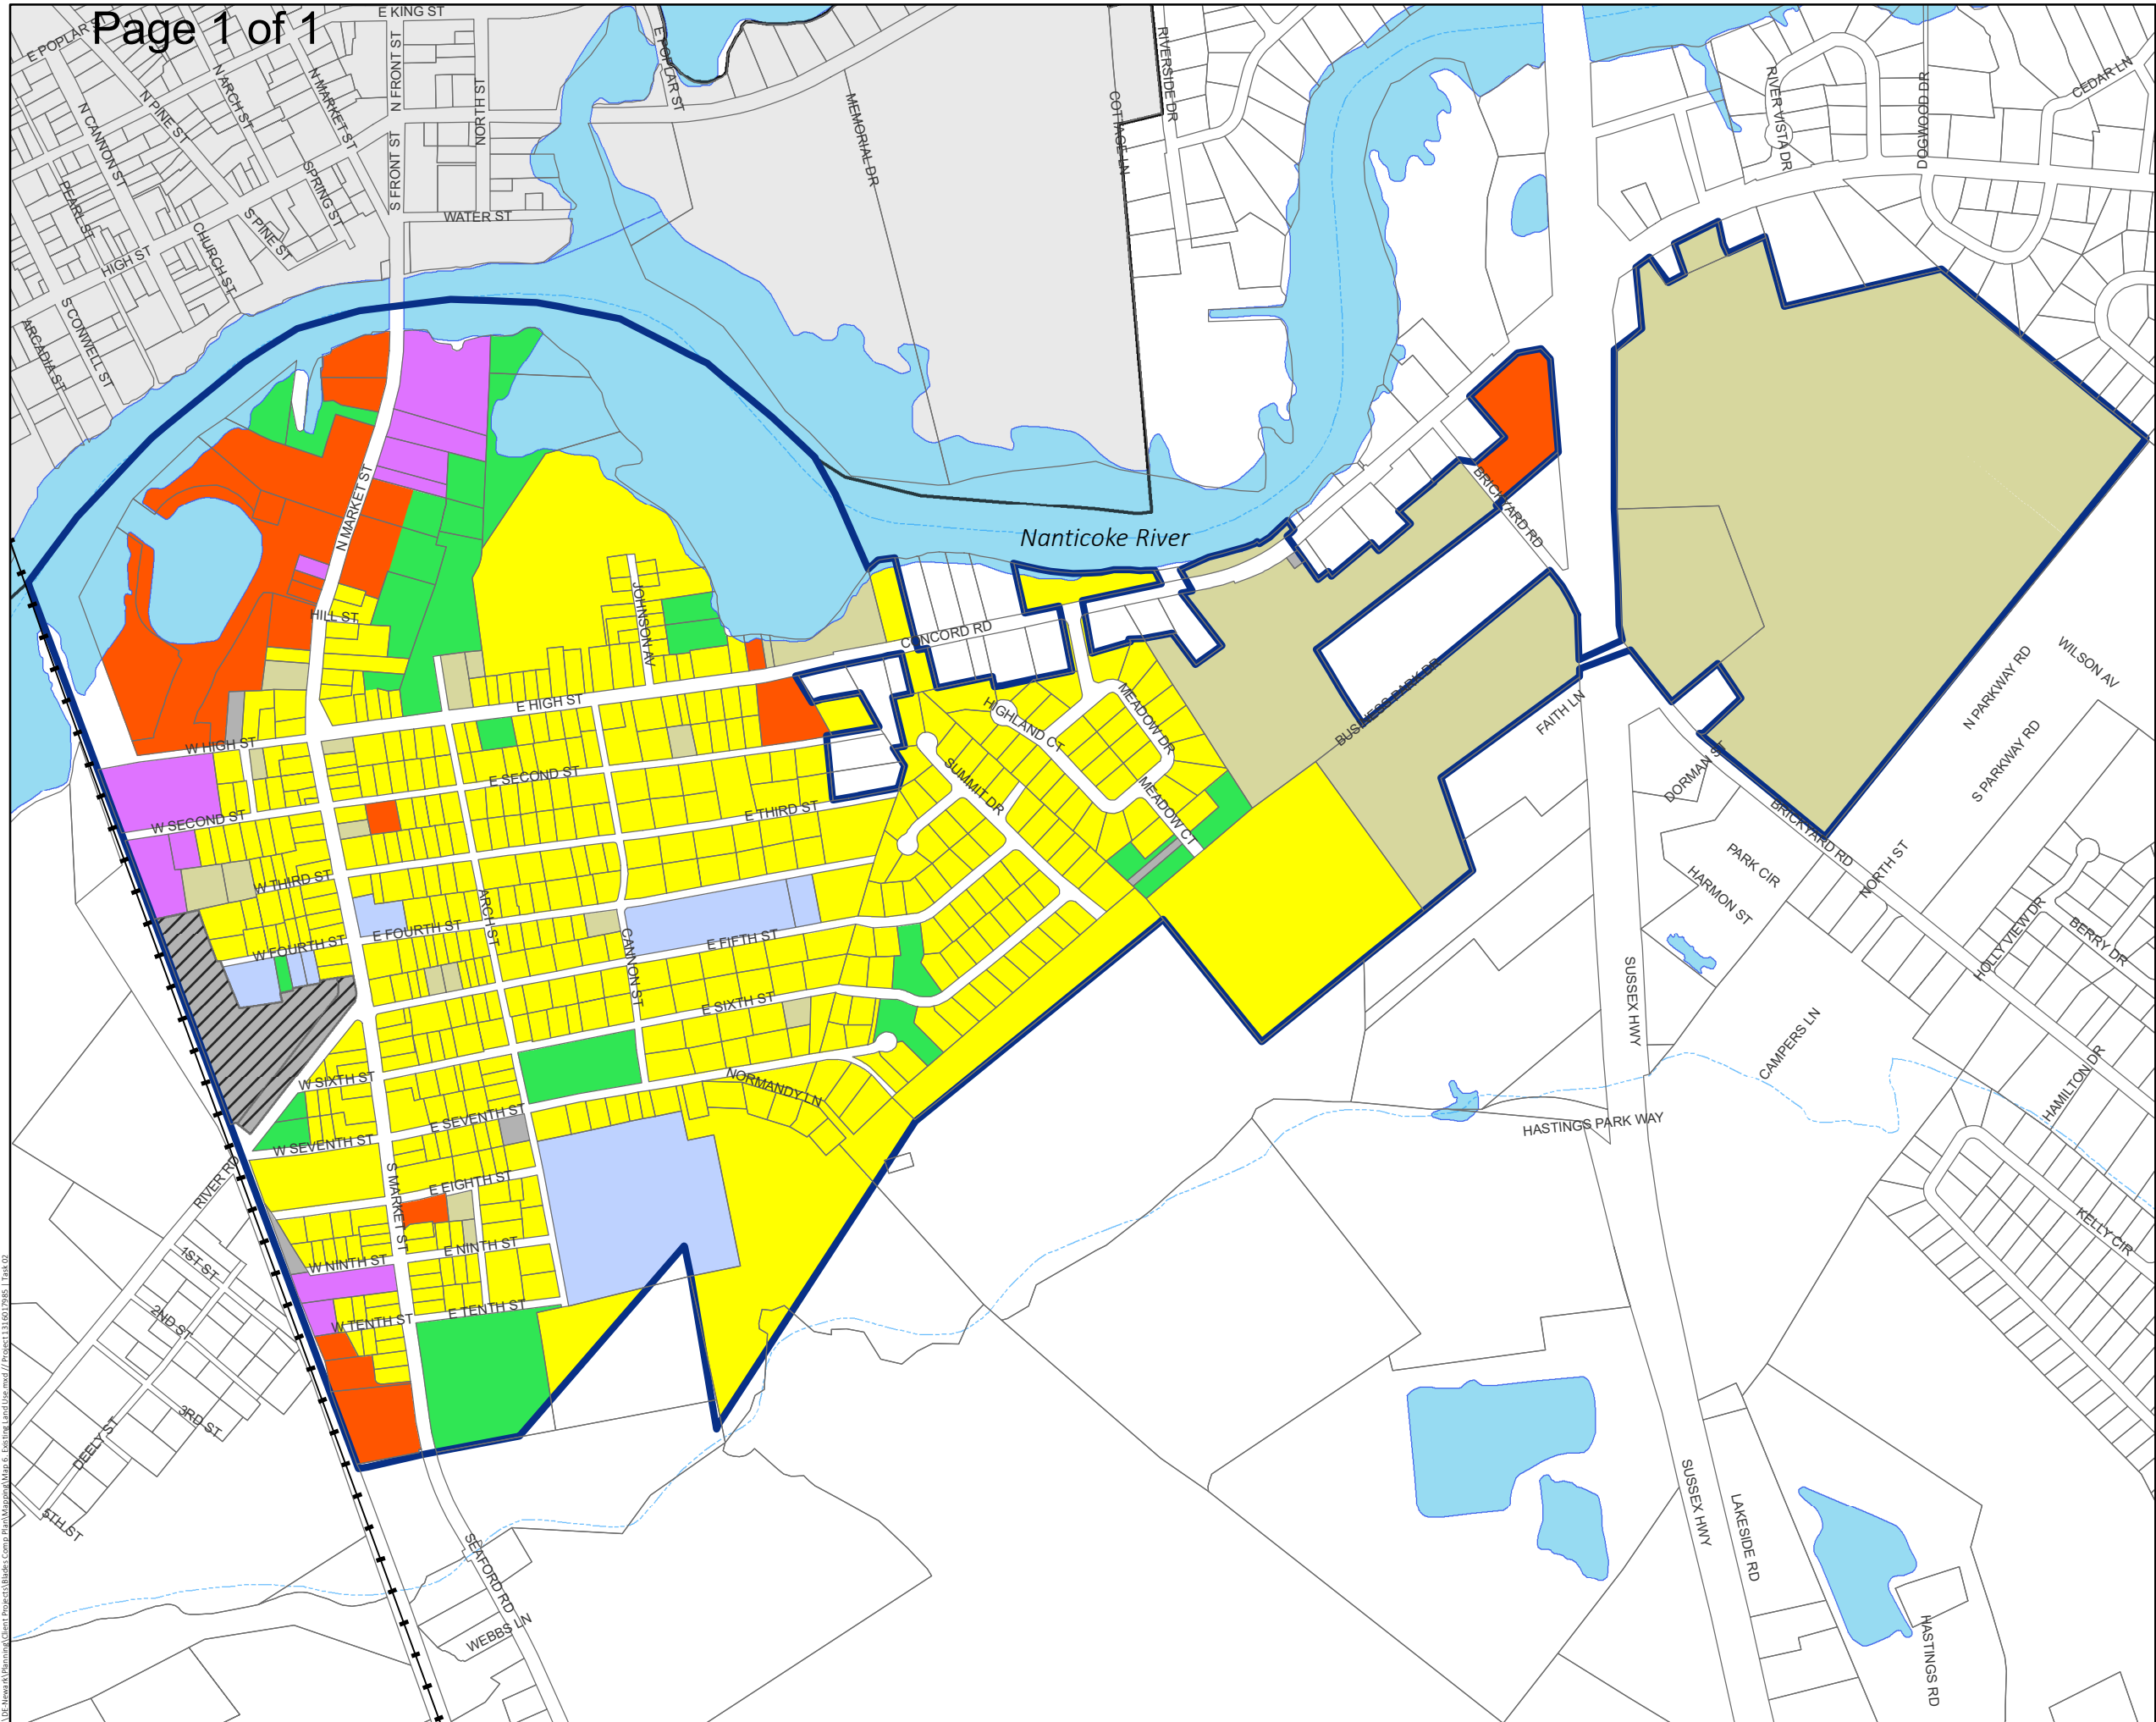 Page 1 of 1
E KING ST
E POPLAR S
N ARCH ST
N MARKET ST
N FRONT ST
E POPLAR ST
RIVERSIDE DR
RIVER VISTA DR
DOGWOOD DR
CEDAR LN
N PINE ST
N CANNON ST
NORTH ST
MEMORIAL DR
COTTAGE LN
S FRONT ST
SPRING ST
PEARL ST
S PINE ST
WATER ST
CHURCH ST
HIGH ST
S CONWELL ST
ARCADIA ST
N MARKET ST
Nanticoke River
BRICKYARD RD
JOHNSON AV
HILL ST
CONCORD RD
WILSON AV
N PARKWAY RD
E HIGH ST
HIGHLAND CT
MEADOW DR
BUSINESS PARK DR
FAITH LN
W HIGH ST
S PARKWAY RD
E SECOND ST
SUMMIT DR
MEADOW CT
DORMAN ST
W SECOND ST
E THIRD ST
BRICKYARD RD
W THIRD ST
PARK CIR
NORTH ST
HARMON ST
ARCH ST
E FOURTH ST
W FOURTH ST
CANNON ST
E FIFTH ST
HOLLY VIEW DR
BERRY DR
E SIXTH ST
SUSSEX HWY
CAMPERS LN
W SIXTH ST
NORMANDY LN
HAMILTON DR
E SEVENTH ST
W SEVENTH ST
HASTINGS PARK WAY
RIVER RD
S MARKET ST
E EIGHTH ST
KELLY CIR
1ST ST
W NINTH ST
E NINTH ST
2ND ST
W TENTH ST
E TENTH ST
3RD ST
DEELY ST
5TH ST
SEAFORD RD
WEBBS LN
SUSSEX HWY
LAKESIDE RD
HASTINGS RD